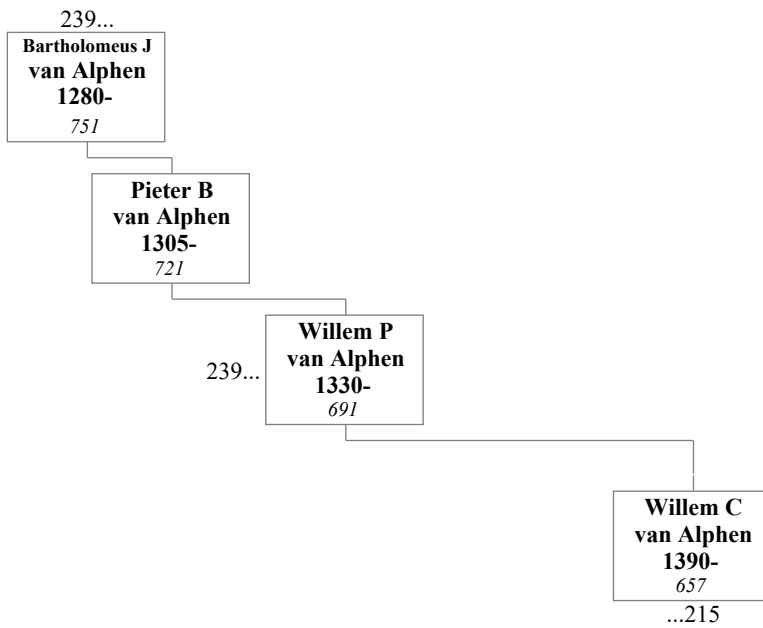 239...
Bartholomeus J
van Alphen
1280-
751
Pieter B
van Alphen
1305-
721
239...
Willem P
van Alphen
1330-
691
Willem C
van Alphen
1390-
657
...215